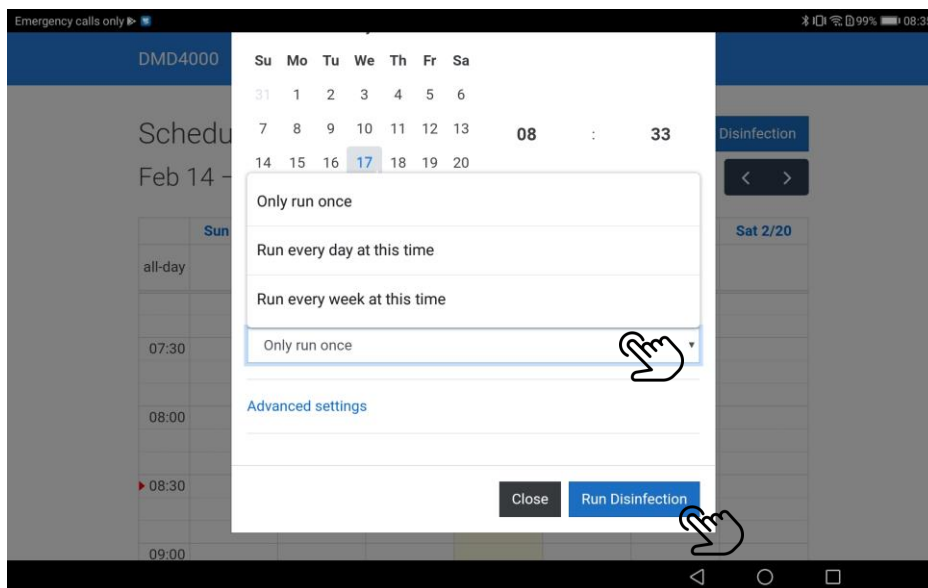 Emergency calls only
99% 08:35
DMD4000
Su Mo Tu We Th Fr Sa
31 1 2 3 4 5 6
7 8 9 10 11 12 13
14 15 16 17 18 19 20
08 : 33
Schedu
Disinfection
Feb 14 –
Only run once
Run every day at this time
Run every week at this time
Only run once
Advanced settings
Close Run Disinfection
Sun
Sat 2/20
all-day
07:30
08:00
08:30
09:00